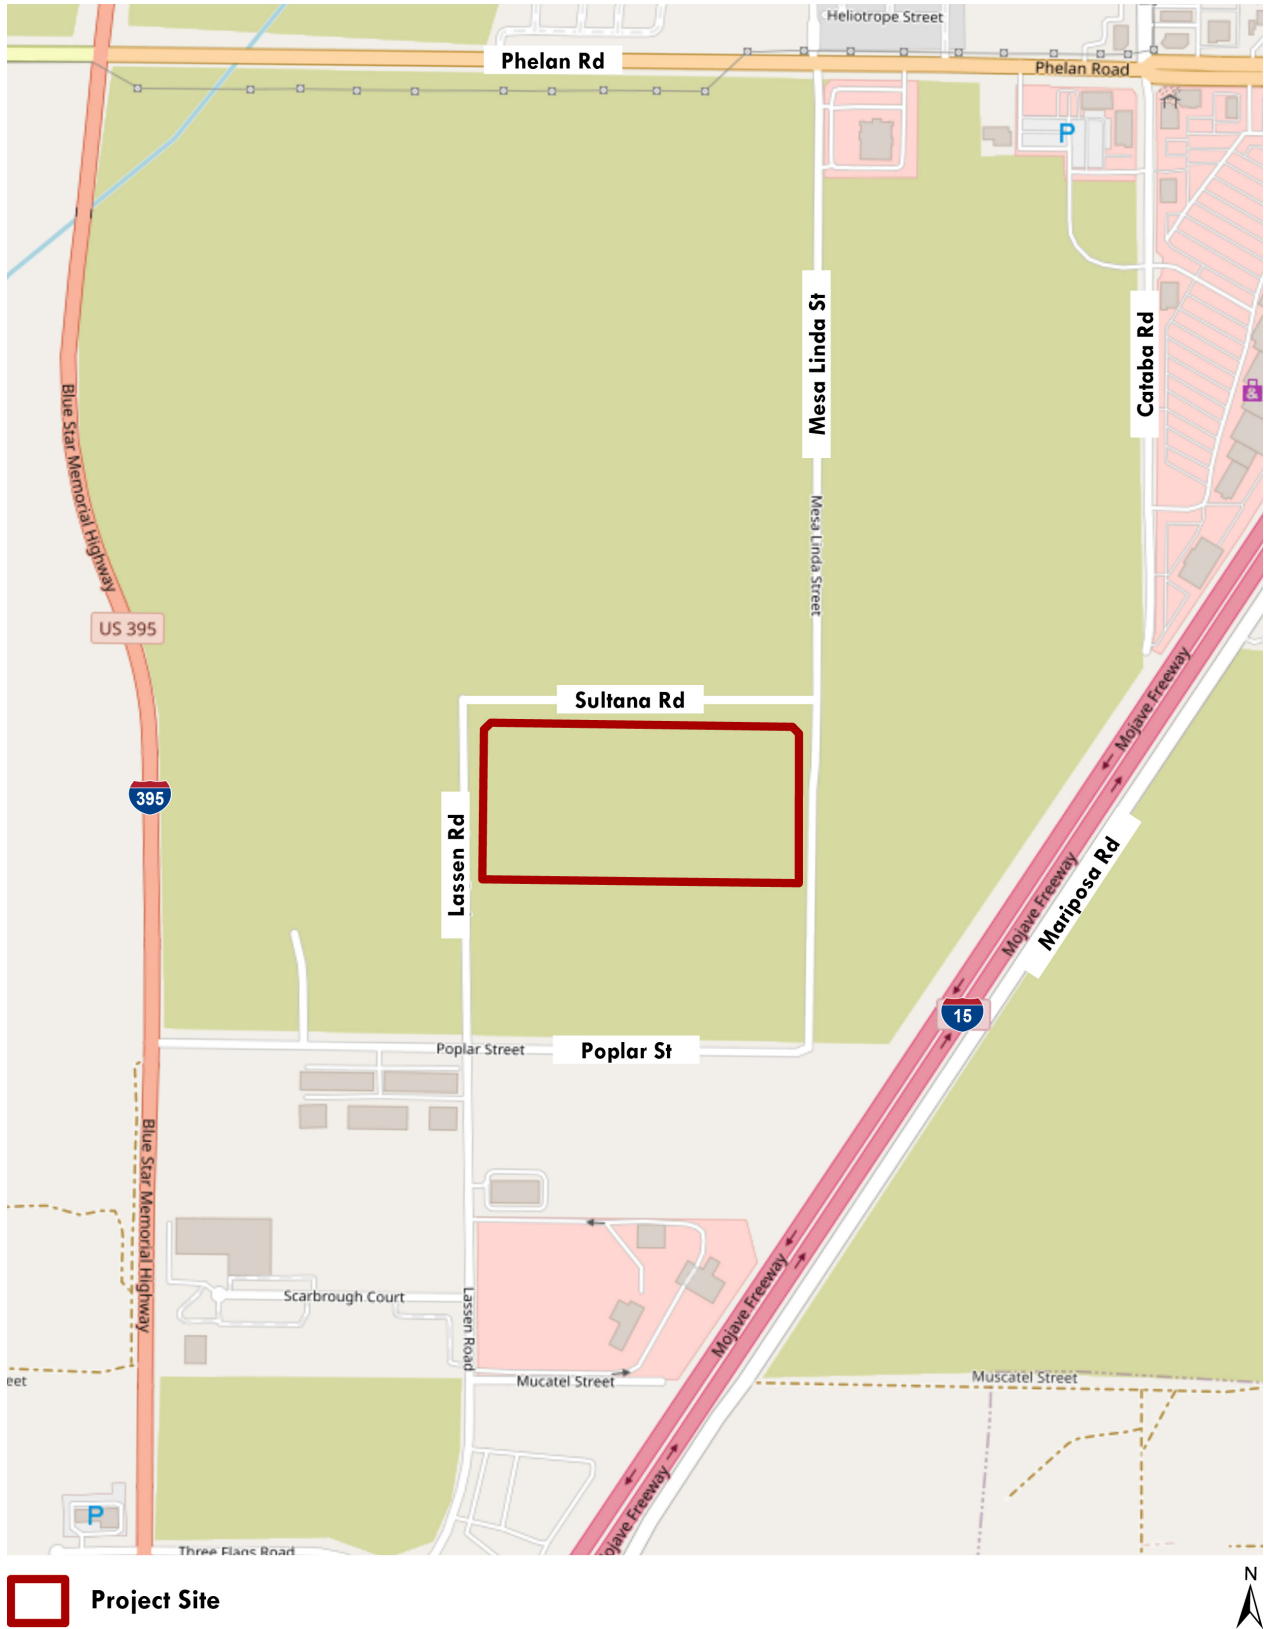 Heliotrope Street
Phelan Rd
Phelan Road
P
Mesa Linda St
Cataba Rd
Blue Star Memorial Highway
&
Mesa Linda Street
US 395
Mojave Freeway
Sultana Rd
395
Lassen Rd
Mariposa Rd
Mojave Freeway
15
Poplar Street
Poplar St
Blue Star Memorial Highway
Mojave Freeway
Scarbrough Court
Lassen Road
eet
Mucatel Street
Muscatel Street
ojave Freeway
P
Three Flags Road
Project Site
N